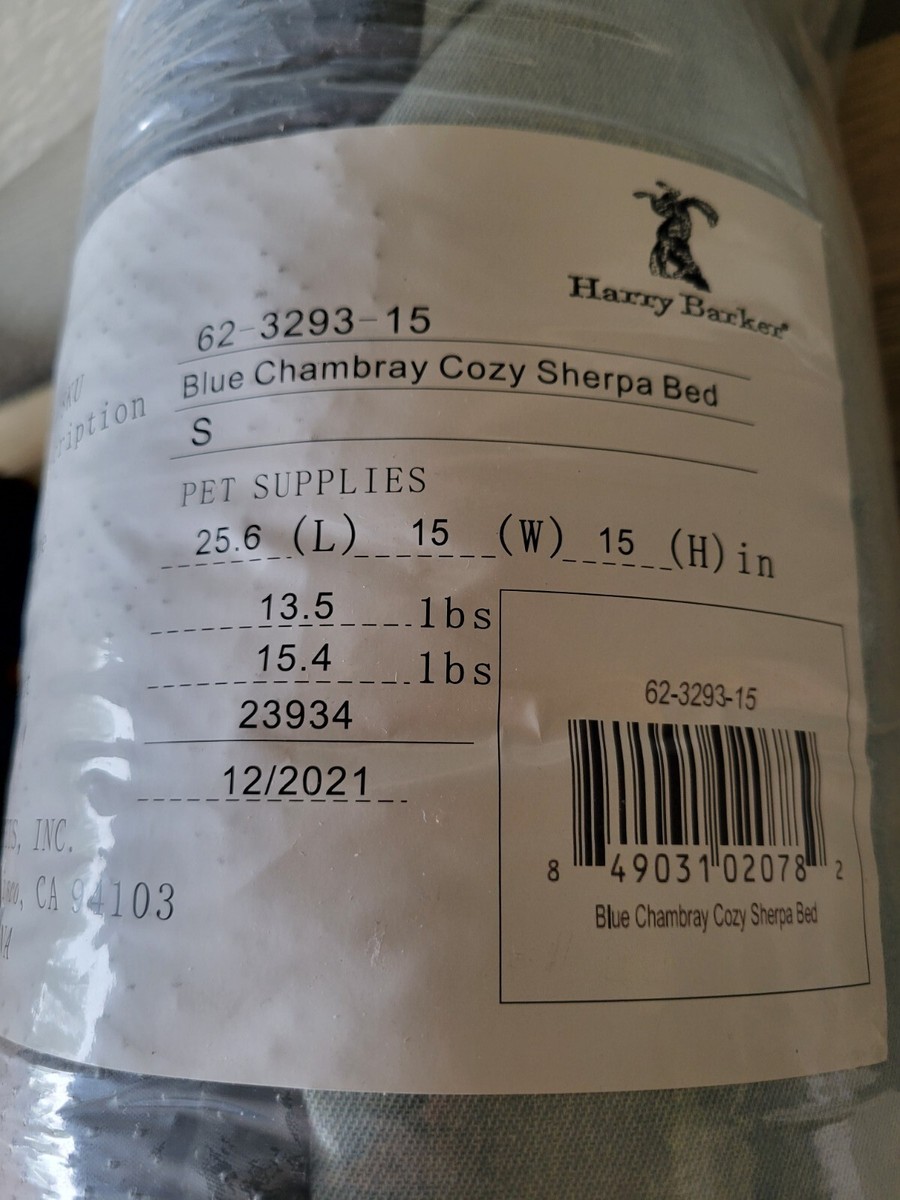 Harry Barker®
62-3293-15
Blue Chambray Cozy Sherpa Bed
S
PET SUPPLIES
25.6 (L) 15 (W) 15 (H) in
13.5 lbs
15.4 lbs
23934
12/2021
INC.
CA 94103
62-3293-15
8 49031 02078 2
Blue Chambray Cozy Sherpa Bed